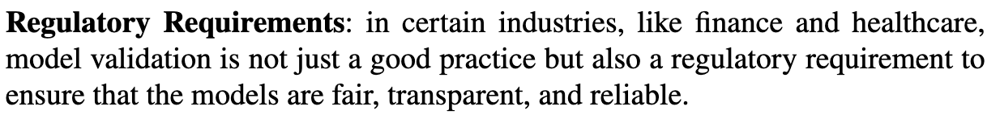 Regulatory Requirements: in certain industries, like finance and healthcare,
model validation is not just a good practice but also a regulatory requirement to
ensure that the models are fair, transparent, and reliable.